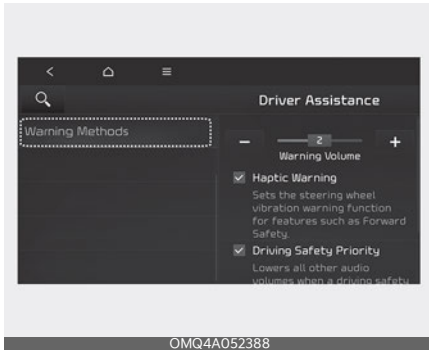 Driver Assistance
Warning Methods
2
Warning Volume
Haptic Warning
Sets the steering wheel
vibration warning function
for features such as Forward
Safety.
Driving Safety Priority
Lowers all other audio
volumes when a driving safety
OMQ4A052388